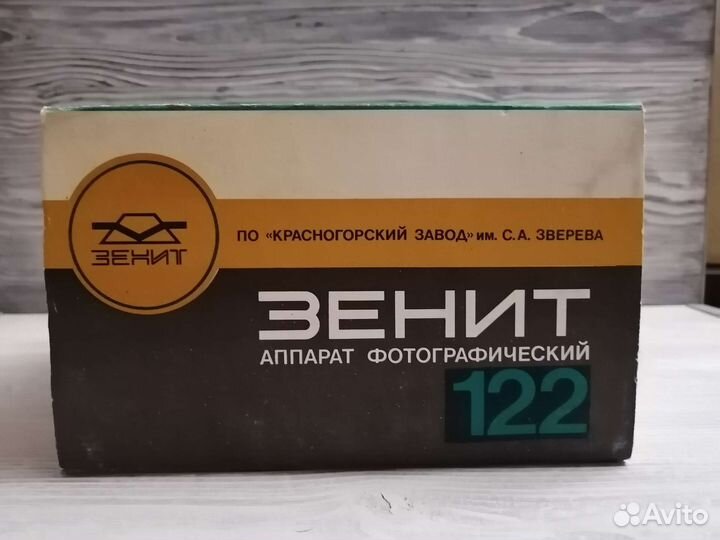 ПО «КРАСНОГОРСКИЙ ЗАВОД» им. С.А. ЗВЕРЕВА
ЗЕНИТ
ЗЕНИТ
АППАРАТ ФОТОГРАФИЧЕСКИЙ
122
Avito